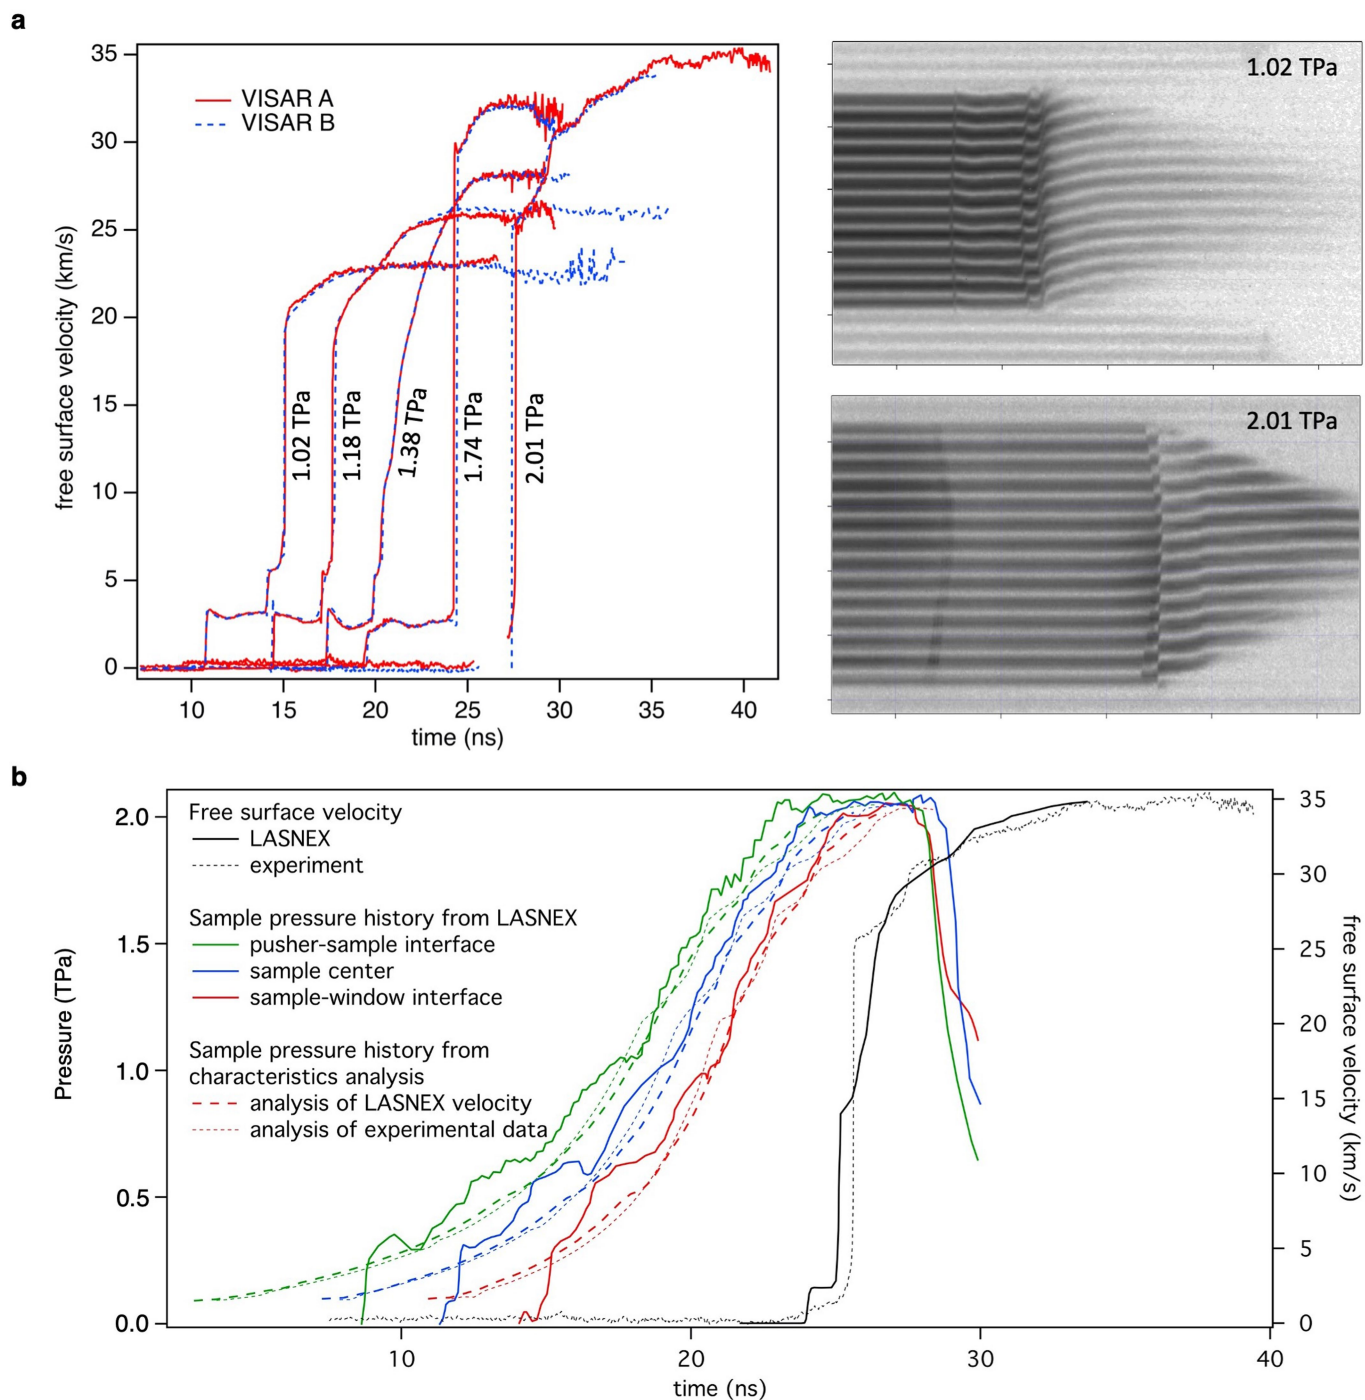 a
35
30
25
20
15
10
5
0
free surface velocity (km/s)
VISAR A
VISAR B
1.02 TPa
1.18 TPa
1.38 TPa
1.74 TPa
2.01 TPa
10 15 20 25 30 35 40
time (ns)
1.02 TPa
2.01 TPa
b
2.0
1.5
1.0
0.5
0.0
Pressure (TPa)
Free surface velocity
LASNEX
experiment
Sample pressure history from LASNEX
pusher-sample interface
sample center
sample-window interface
Sample pressure history from
characteristics analysis
analysis of LASNEX velocity
analysis of experimental data
35
30
25
20
15
10
5
0
free surface velocity (km/s)
10 20 30 40
time (ns)